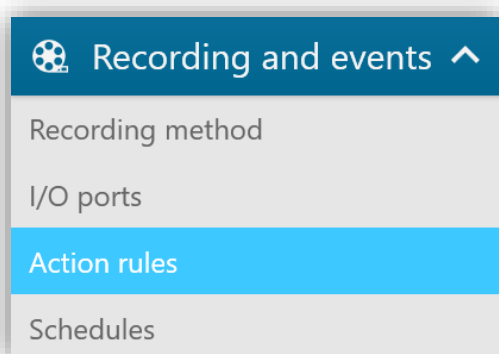 Recording and events
Recording method
I/O ports
Action rules
Schedules